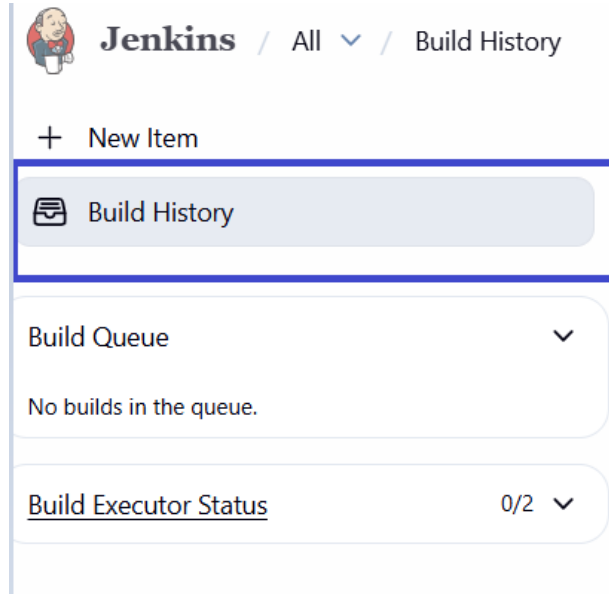 Jenkins / All / Build History
+ New Item
Build History
Build Queue
No builds in the queue.
Build Executor Status 0/2